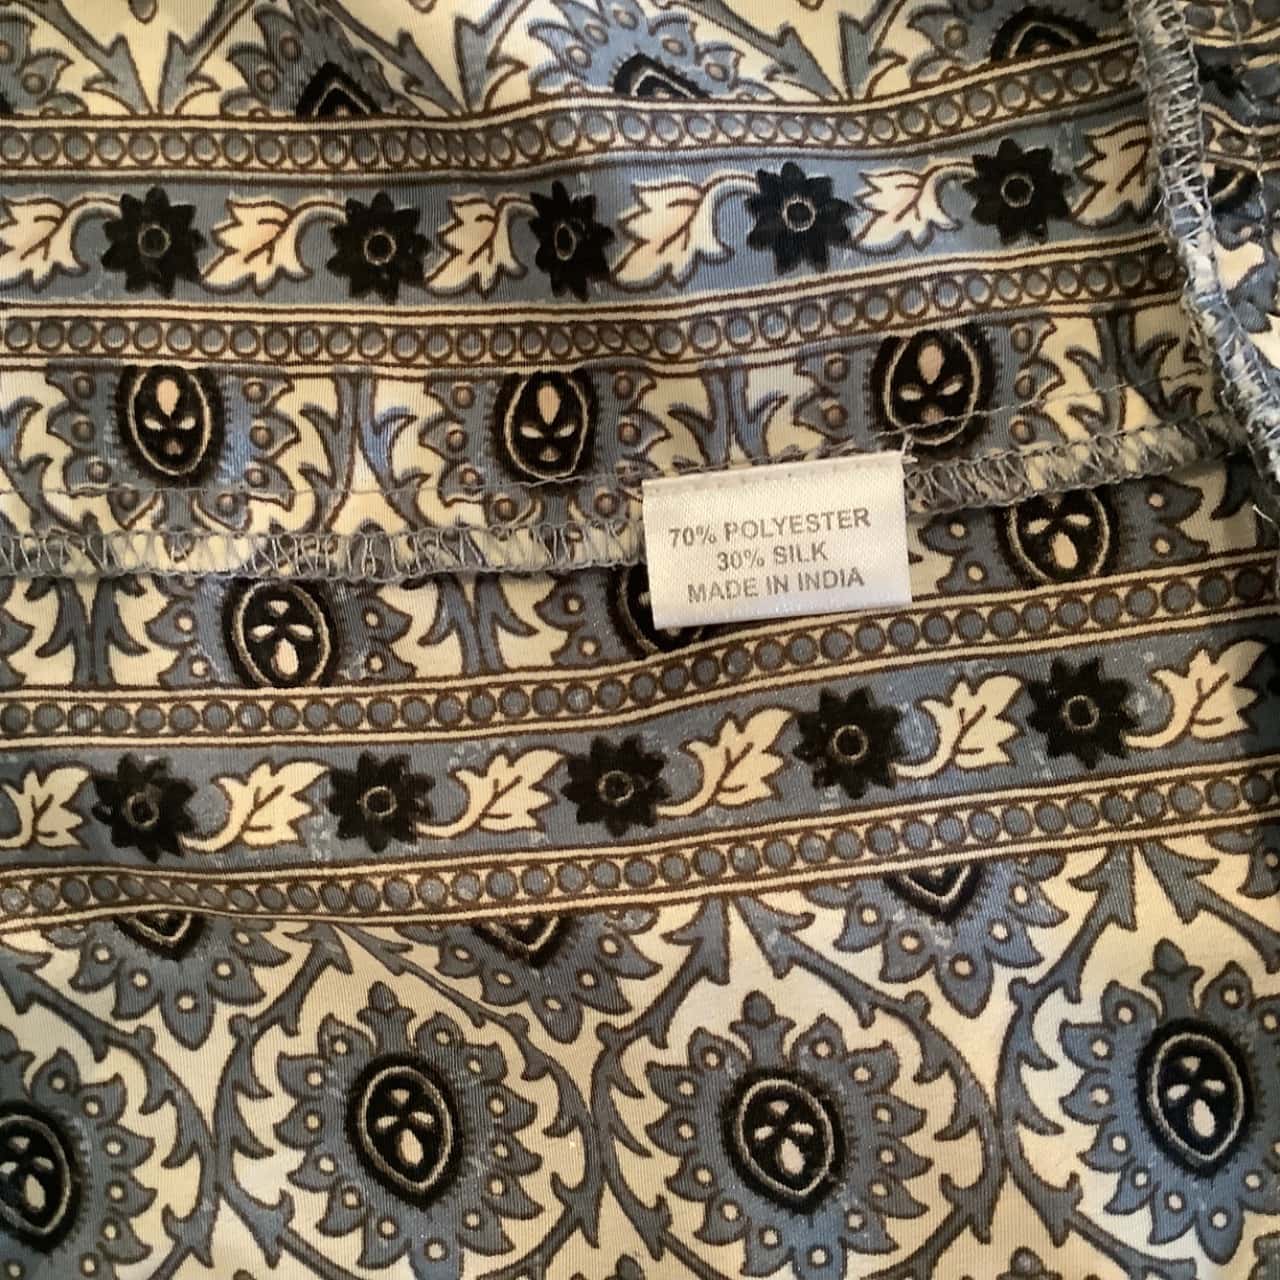 70% POLYESTER
30% SILK
MADE IN INDIA